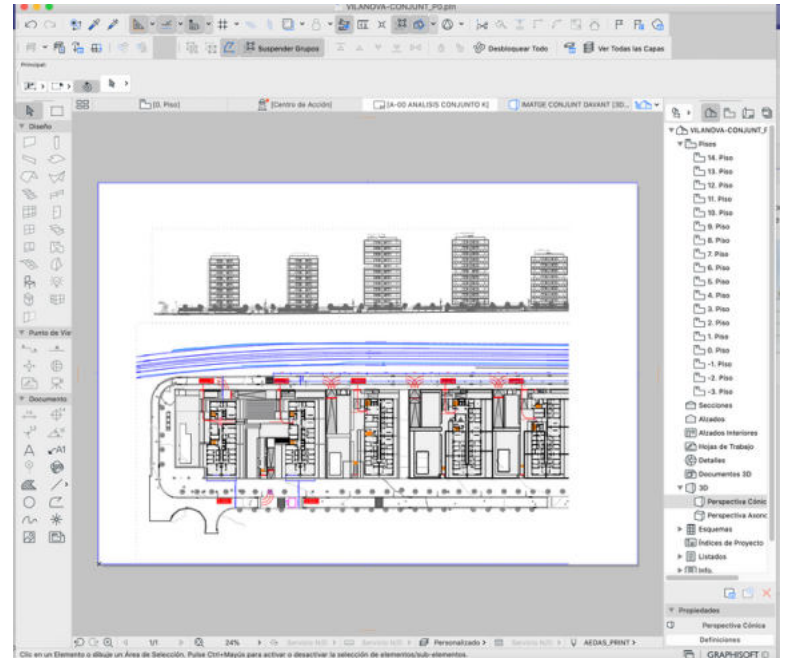 VILANOVA-CONJUNT_P0.pln
Suspender Grupos
Desbloquear Todo
Ver Todas las Capas
Principal:
[0. Piso]
[Centro de Acción]
[A-00 ANALISIS CONJUNTO K]
IMATGE CONJUNT DAVANT [3D...
Diseño
Punto de Vis
Documento
A
A1
VILANOVA-CONJUNT_F
Pisos
14. Piso
13. Piso
12. Piso
11. Piso
10. Piso
9. Piso
8. Piso
7. Piso
6. Piso
5. Piso
4. Piso
3. Piso
2. Piso
1. Piso
0. Piso
-1. Piso
-2. Piso
-3. Piso
Secciones
Alzados
Alzados Interiores
Hojas de Trabajo
Detalles
Documentos 3D
3D
Perspectiva Cónic
Perspectiva Axonc
Esquemas
Índices de Proyecto
Listados
Info.
Propiedades
Perspectiva Cónica
Definiciones
1/1
24%
Personalizado
AEDAS_PRINT
Clic en un Elemento o dibuje un Área de Selección. Pulse Ctrl+Mayús para activar o desactivar la selección de elementos/sub-elementos.
GRAPHISOFT